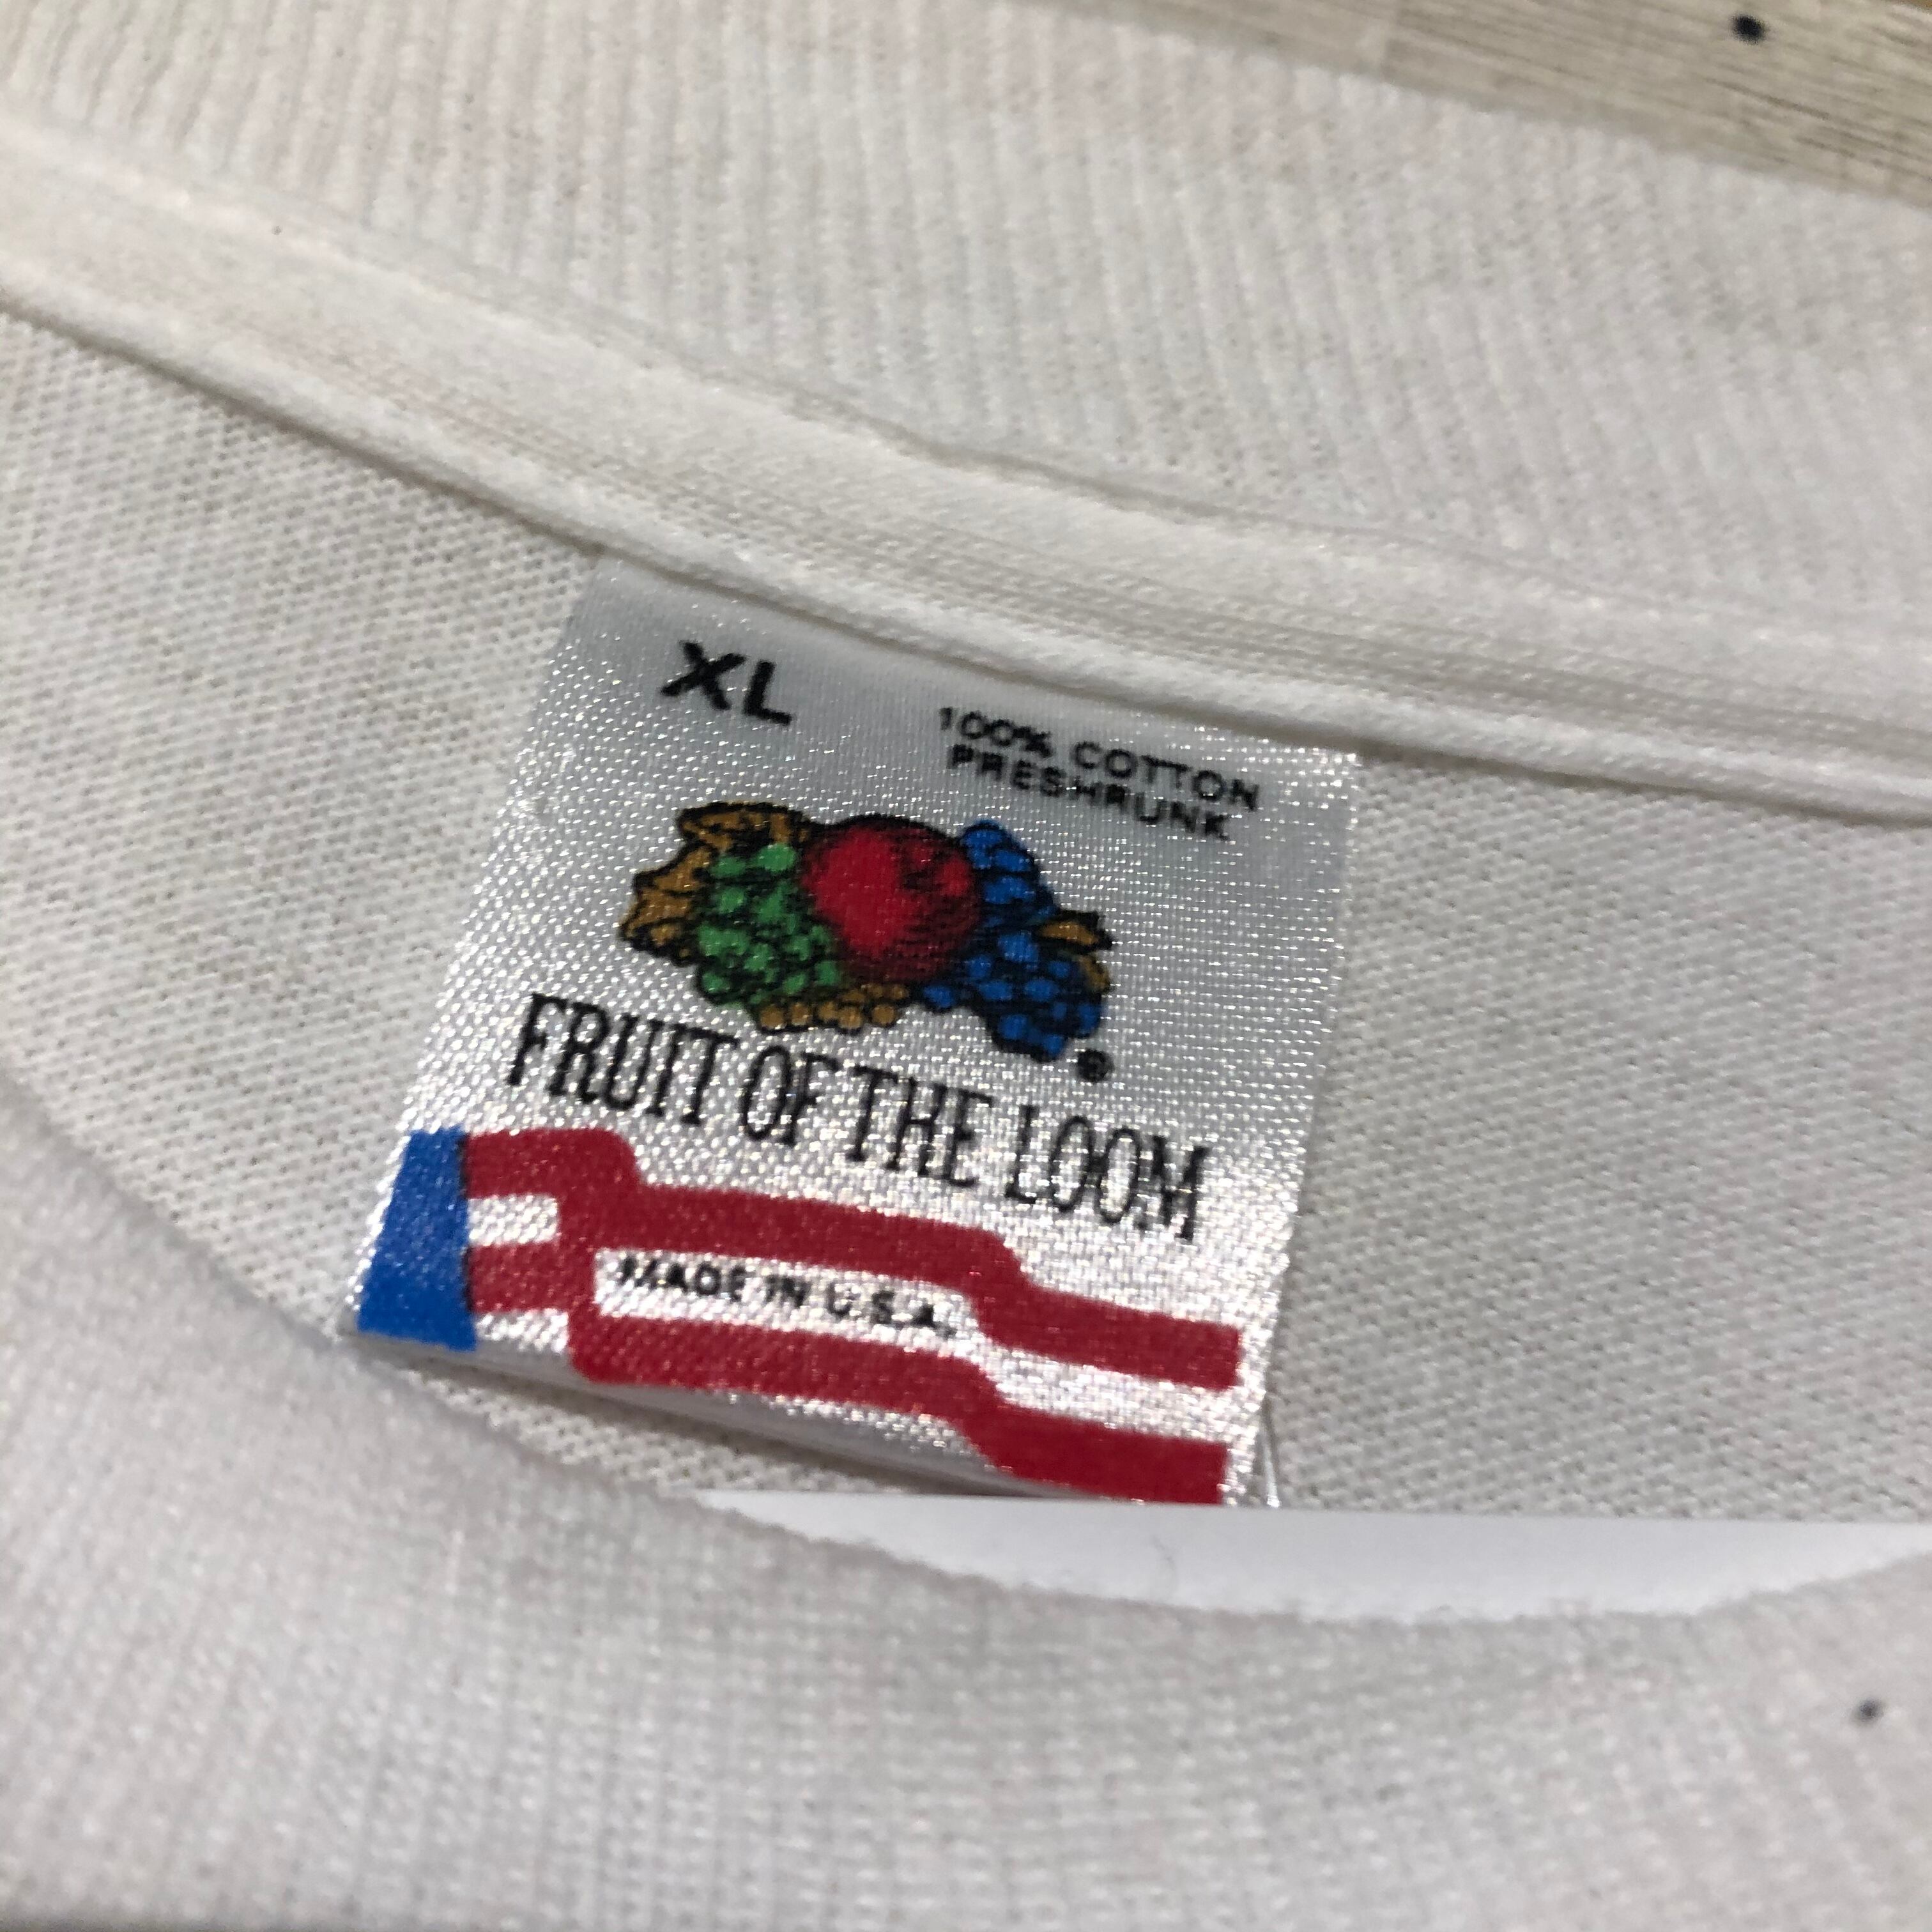 XL
100% COTTON
PRESHRUNK
®
FRUIT OF THE LOOM
MADE IN U.S.A.